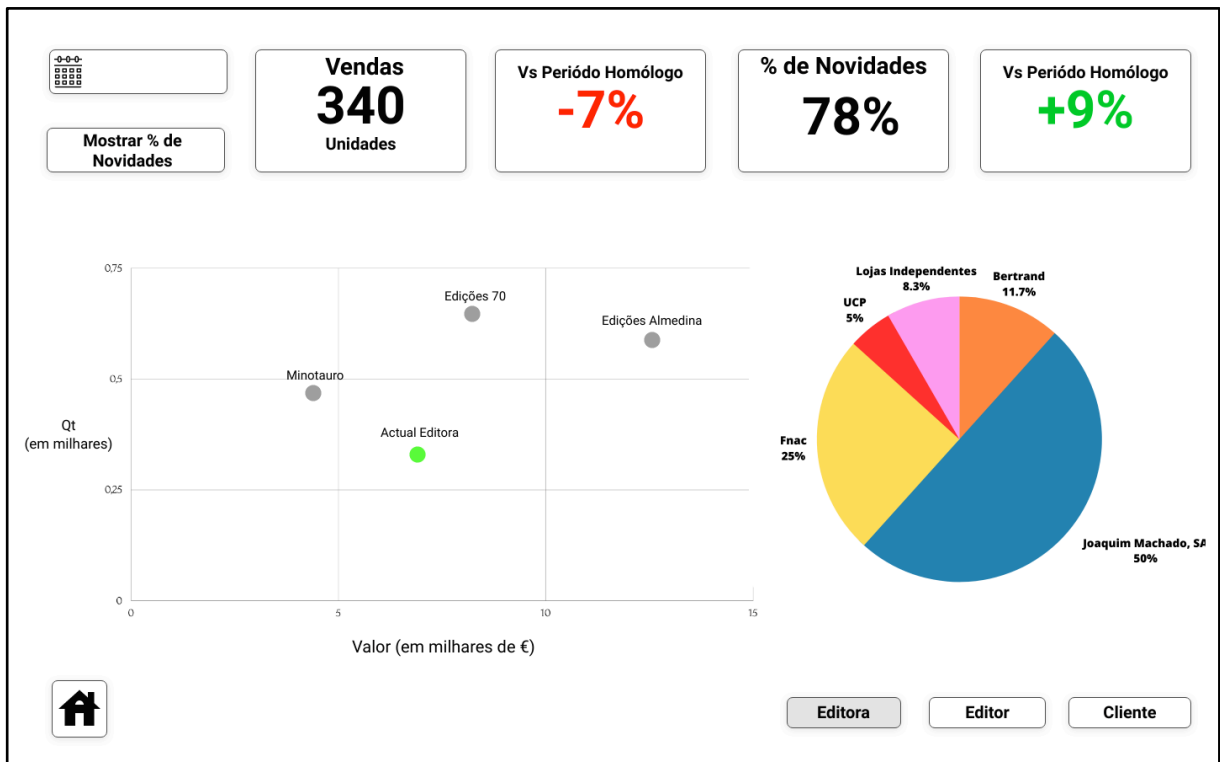 Mostrar % de
Novidades
Vendas
340
Unidades
Vs Periódo Homólogo
-7%
% de Novidades
78%
Vs Periódo Homólogo
+9%
0,75
0,5
0,25
0
0
5
10
15
Qt
(em milhares)
Valor (em milhares de €)
Edições 70
Edições Almedina
Minotauro
Actual Editora
Lojas Independentes
8.3%
Bertrand
11.7%
UCP
5%
Fnac
25%
Joaquim Machado, SA
50%
Editora
Editor
Cliente